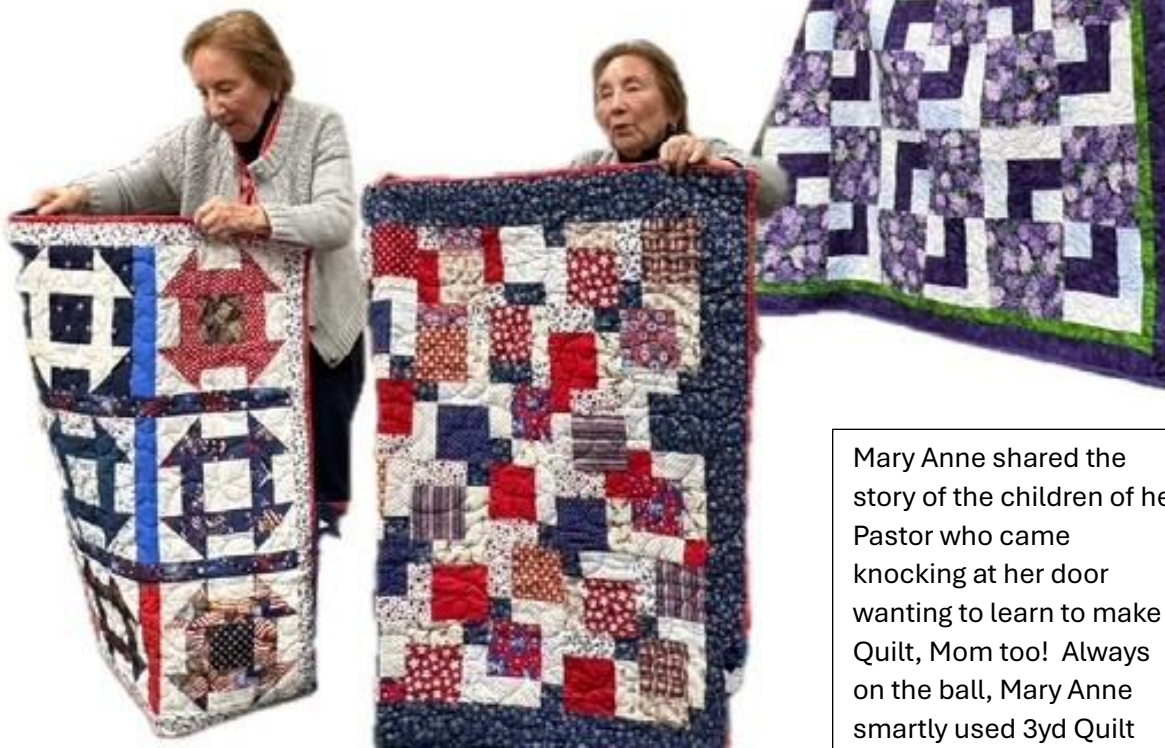 Mary Anne shared the
story of the children of he
Pastor who came
knocking at her door
wanting to learn to make
Quilt, Mom too! Always
on the ball, Mary Anne
smartly used 3yd Quilt